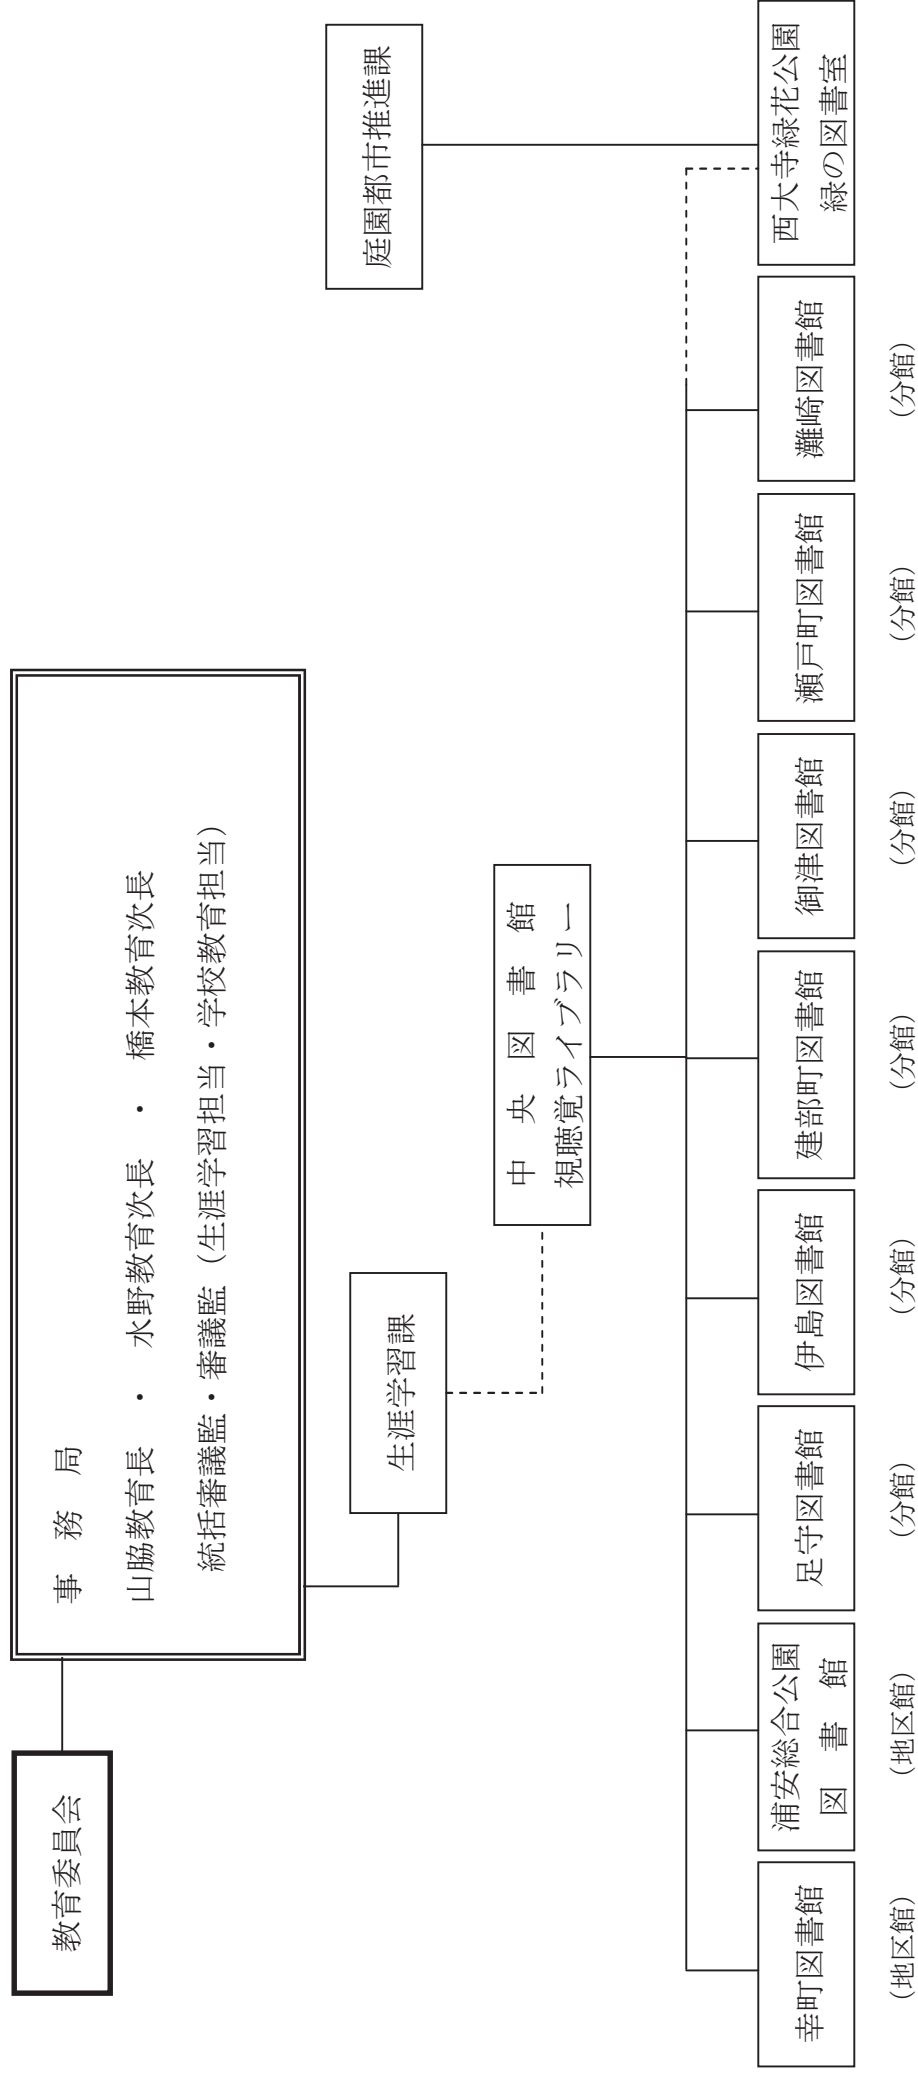 教育委員会
事 務 局
山脇教育長 ・ 水野教育次長 ・ 橋本教育次長
統括審議監・審議監（生涯学習担当・学校教育担当）
生涯学習課
庭園都市推進課
中 央 図 書 館
視聴覚ライブラリー
幸町図書館
(地区館)
浦安総合公園
図 書 館
(地区館)
足守図書館
(分館)
伊島図書館
(分館)
建部町図書館
(分館)
御津図書館
(分館)
瀬戸町図書館
(分館)
灘崎図書館
(分館)
西大寺緑花公園
緑の図書室